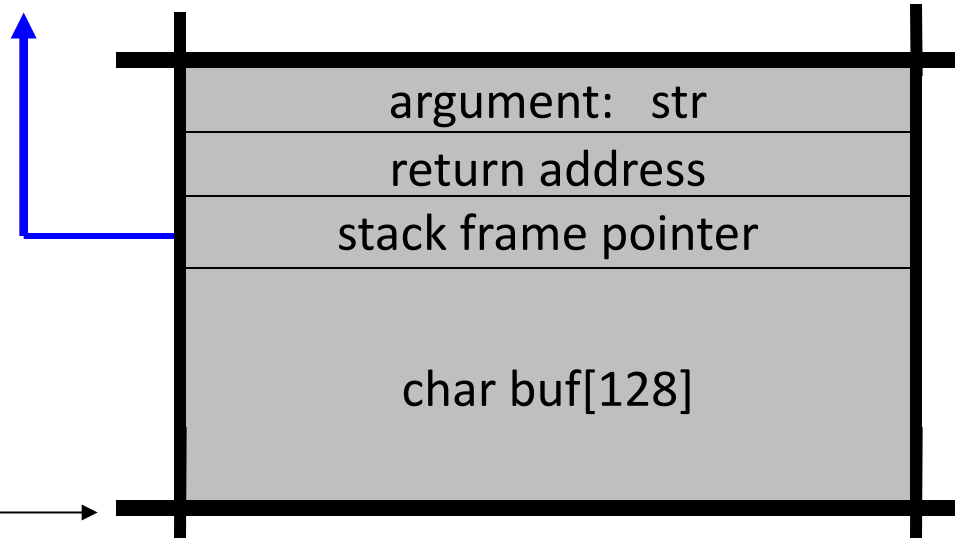 argument: str
return address
stack frame pointer
char buf[128]